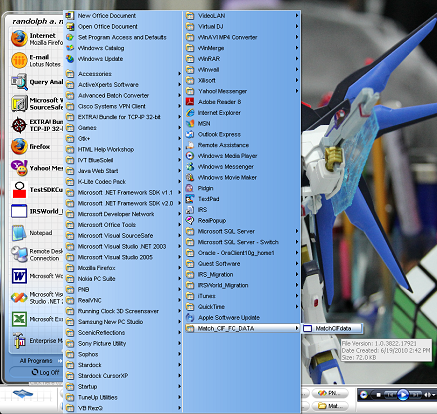 randolph a. n
Internet
Mozilla Firefox
E-mail
Lotus Notes
Query Analy
Microsoft V
SourceSafe
EXTRA! Bun
TCP-IP 32-bi
firefox
Yahoo! Mes
TestSDKCu
IRSWorld_
Notepad
Remote Des
Connection
Microsoft Wo
Microsoft Vis
Studio .NET 2
Microsoft Exc
Enterprise M
All Programs
Log Off
New Office Document
Open Office Document
Set Program Access and Defaults
Windows Catalog
Windows Update
Accessories
ActiveXperts Software
Advanced Batch Converter
Cisco Systems VPN Client
EXTRA! Bundle for TCP-IP 32-bit
Games
Gtk+
HTML Help Workshop
IVT BlueSoleil
Java Web Start
K-Lite Codec Pack
Microsoft .NET Framework SDK v1.1
Microsoft .NET Framework SDK v2.0
Microsoft Developer Network
Microsoft Office Tools
Microsoft Visual SourceSafe
Microsoft Visual Studio .NET 2003
Microsoft Visual Studio 2005
Mozilla Firefox
Nokia PC Suite
PNB
RealVNC
Running Clock 3D Screensaver
Samsung New PC Studio
ScenicReflections
Sony Picture Utility
Sophos
Stardock
Stardock CursorXP
Startup
TuneUp Utilities
VB RezQ
VideoLAN
Virtual DJ
WinAVI MP4 Converter
WinMerge
WinRAR
Winwall
Xilisoft
Yahoo! Messenger
Adobe Reader 8
Internet Explorer
MSN
Outlook Express
Remote Assistance
Windows Media Player
Windows Messenger
Windows Movie Maker
Pidgin
TextPad
IRS
RealPopup
Microsoft SQL Server
Microsoft SQL Server - Switch
Oracle - OraClient10g_home1
Quest Software
IRS_Migration
IRSWorld_Migration
iTunes
QuickTime
Apple Software Update
Match_CIF_FC_DATA
MatchCIFdata
File Version: 1.0.3822.17921
Date Created: 6/19/2010 2:42 PM
Size: 72.0 KB
PN...
Mat...